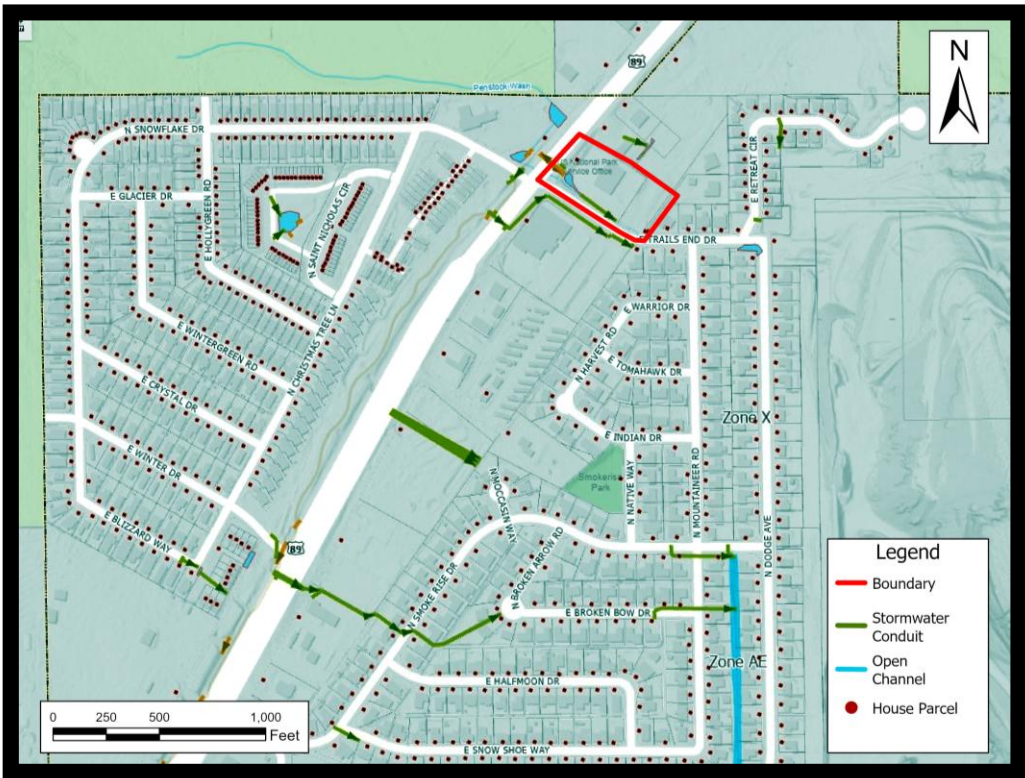 89
N
Penstock Wash
N SNOWFLAKE DR
National Park
Service Office
E GLACIER DR
E HOLLYGREEN RD
N SAINT NICHOLAS CIR
E RETREAT CIR
TRAILS END DR
E WINTERGREEN RD
N CHRISTMAS TREE LN
E WARRIOR DR
N HARVEST RD
E TOMAHAWK DR
E CRYSTAL DR
Zone X
E INDIAN DR
E WINTER DR
N MOCCASIN WAY
Smokerise
Park
N NATIVE WAY
N MOUNTAINEER RD
N DODGE AVE
E BLIZZARD WAY
89
N SMOKE RISE DR
N BROKEN ARROW RD
E BROKEN BOW DR
Zone AE
E HALFMOON DR
E SNOW SHOE WAY
Legend
Boundary
Stormwater
Conduit
Open
Channel
House Parcel
0 250 500 1,000
Feet